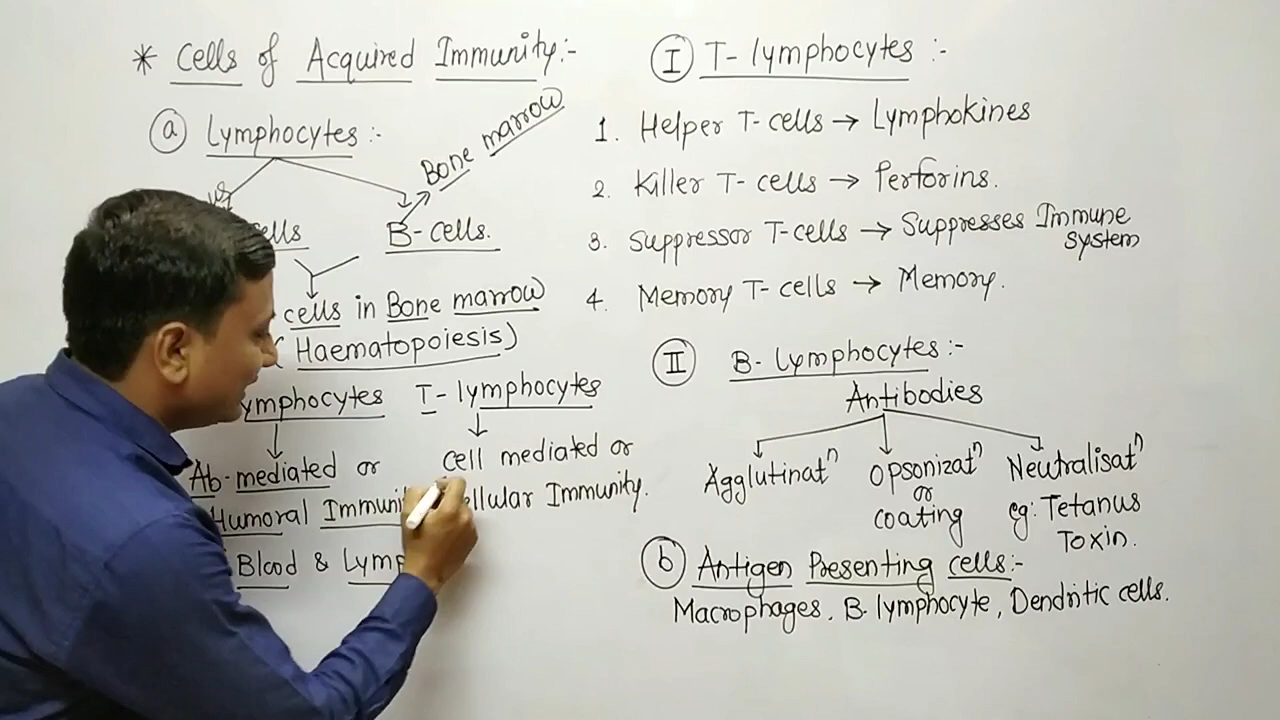 * Cells of Acquired Immunity:-
(a) Lymphocytes :-
Bone marrow
B-cells.
cells in Bone marrow
( Haematopoiesis)
T-lymphocytes
Ab-mediated or
Humoral
Blood &
cell mediated or
Immunity.
(I) T-lymphocytes :-
1. Helper T-cells → Lymphokines
2. Killer T-cells → Perforins.
3. Suppressor T-cells → Suppresses Immune
System
4. Memory T-cells → Memory.
(II) B-Lymphocytes:-
Antibodies
Agglutinatⁿ
Opsonizatⁿ
or
coating
Neutralisatⁿ
eg: Tetanus
Toxin.
(b) Antigen Presenting cells:-
Macrophages, B-lymphocyte, Dendritic cells.